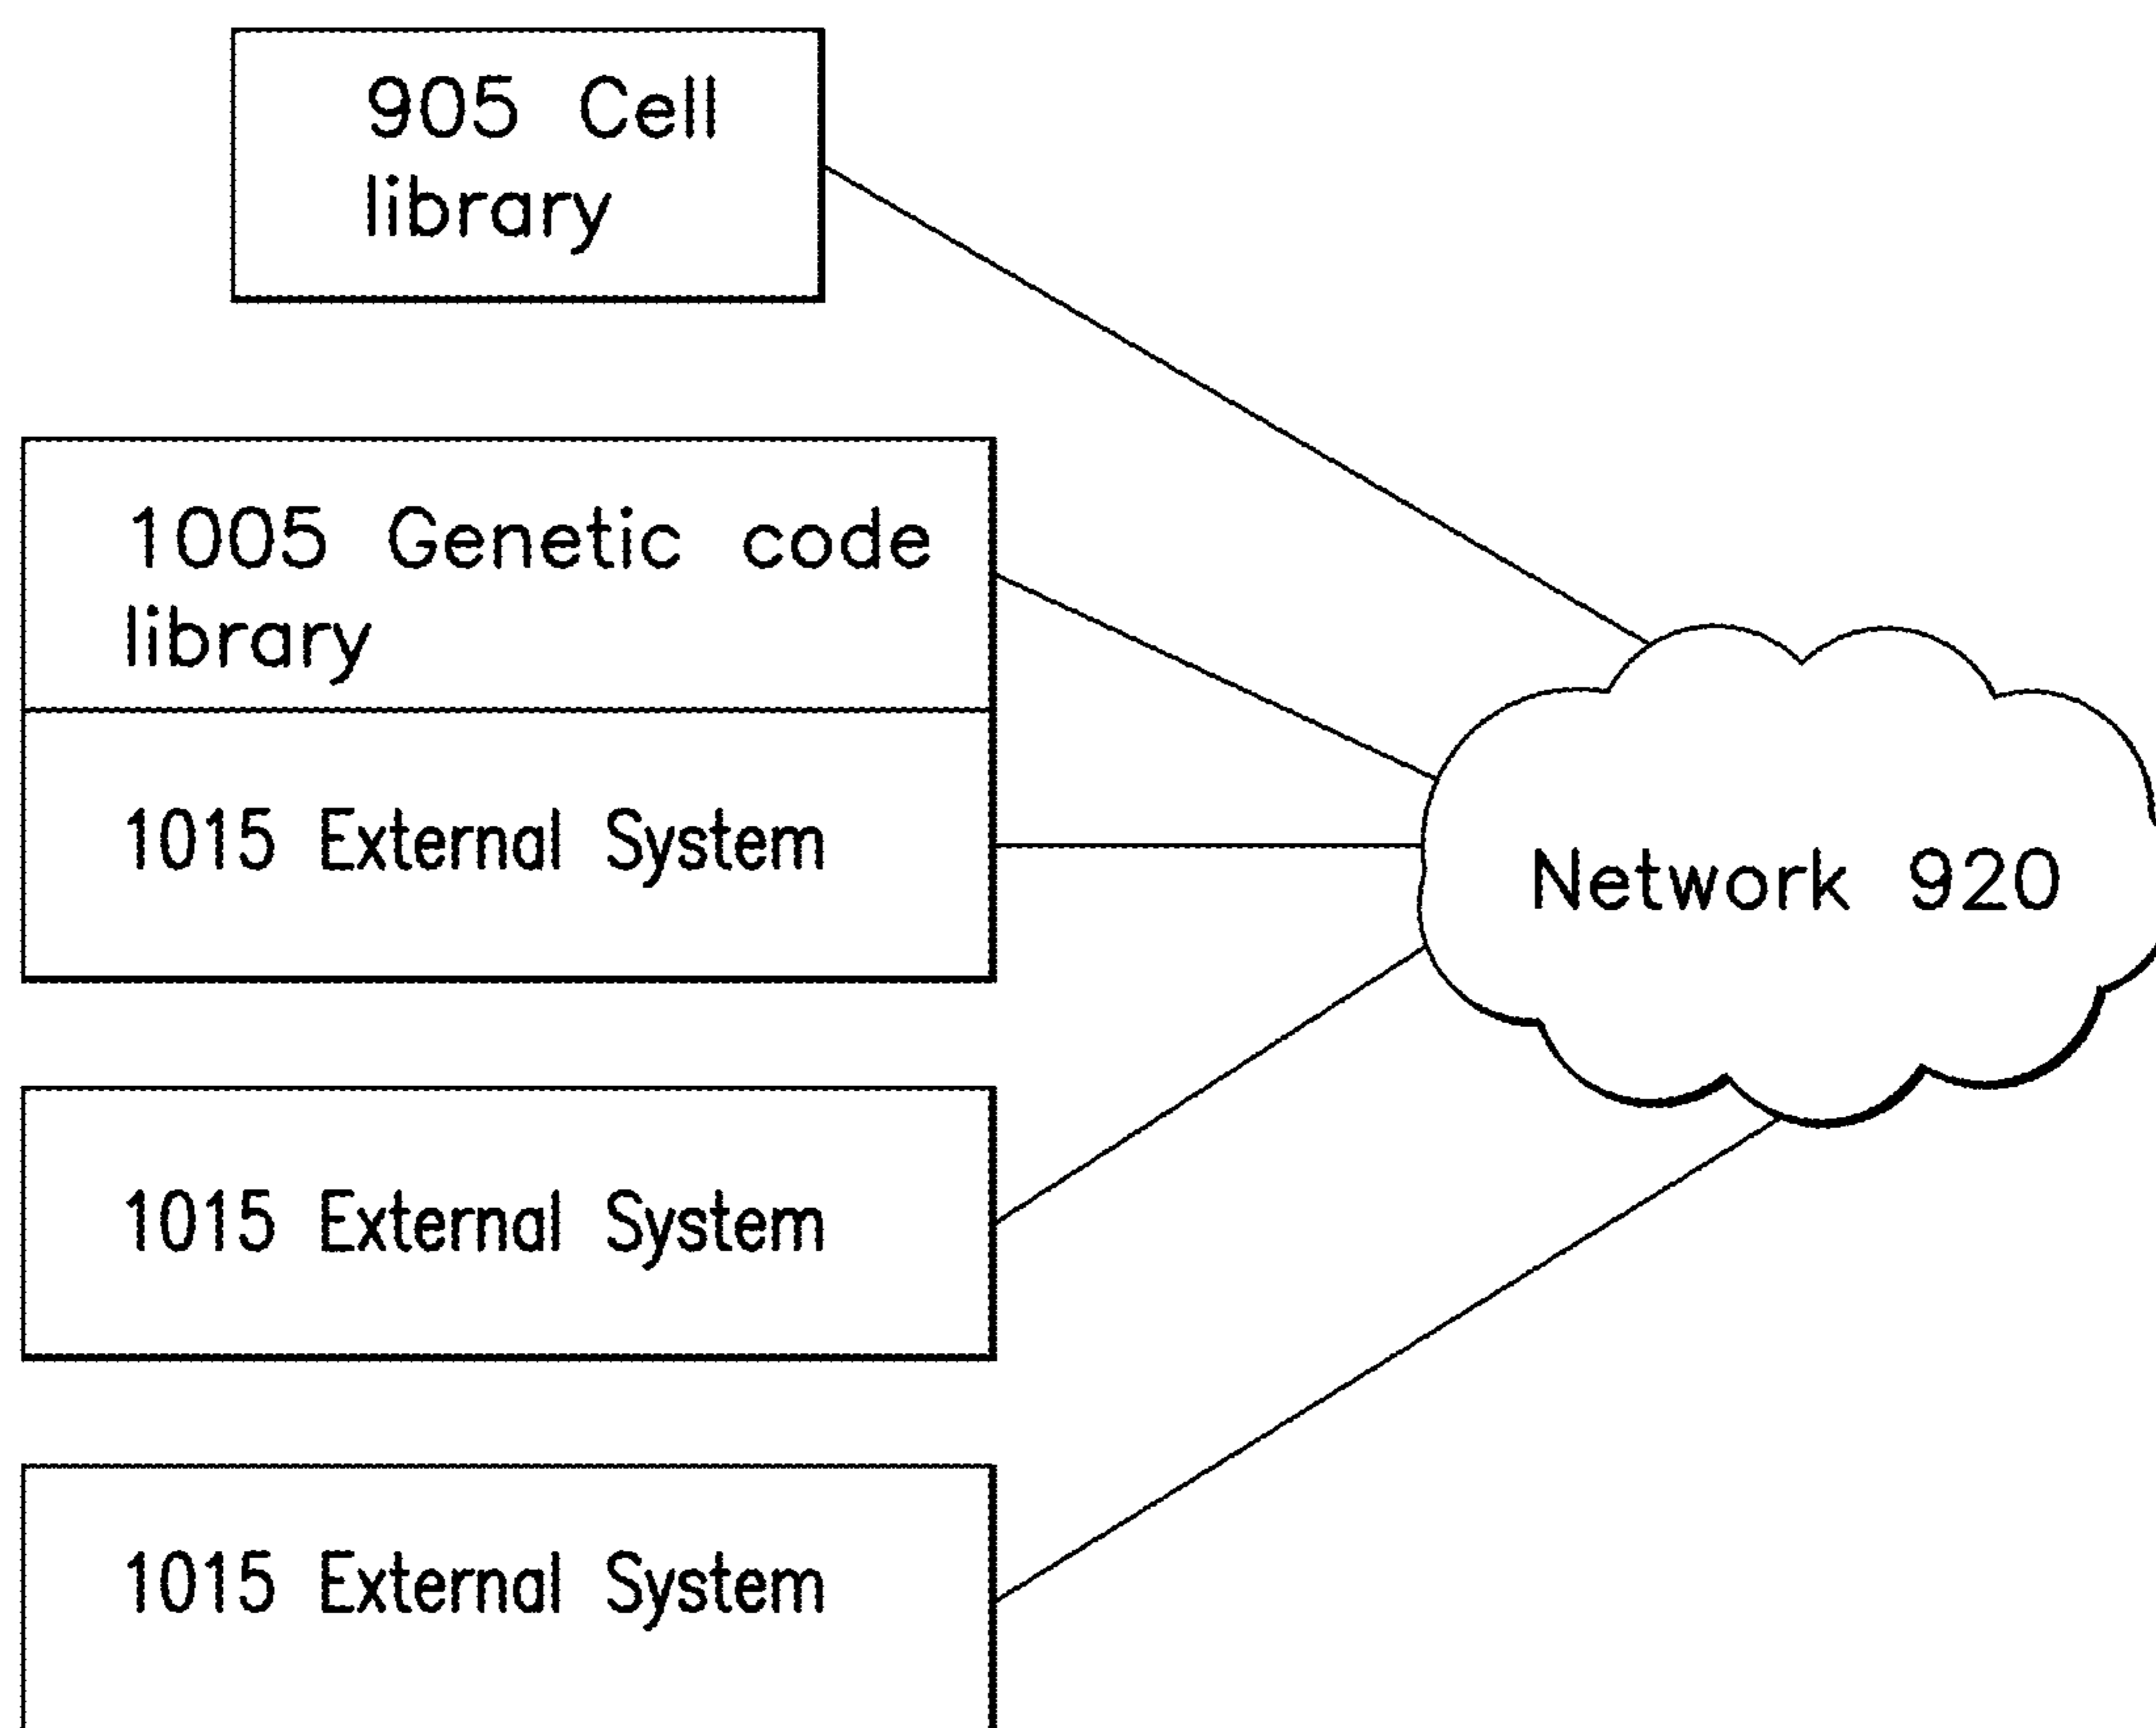 905 Cell
library
1005 Genetic code
library
1015 External System
Network 920
1015 External System
1015 External System